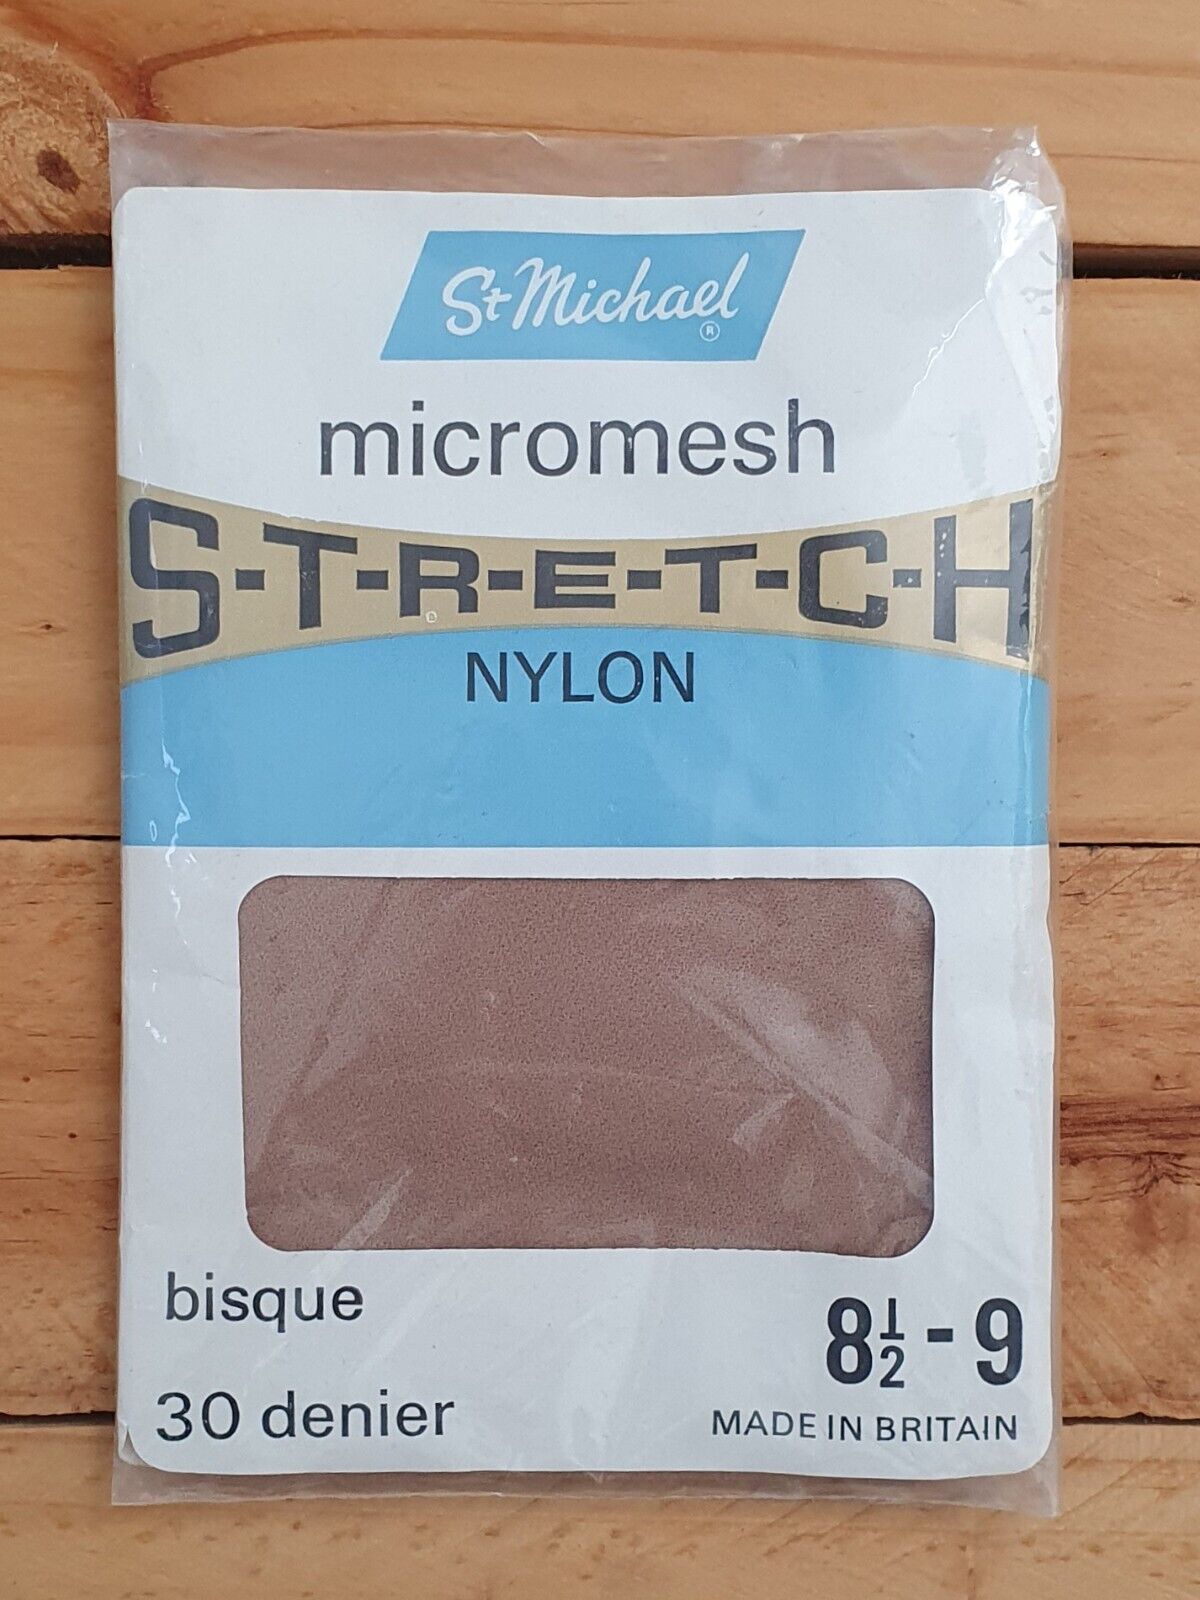 St Michael
®
micromesh
S-T-R-E-T-C-H
NYLON
bisque
8½ - 9
30 denier
MADE IN BRITAIN